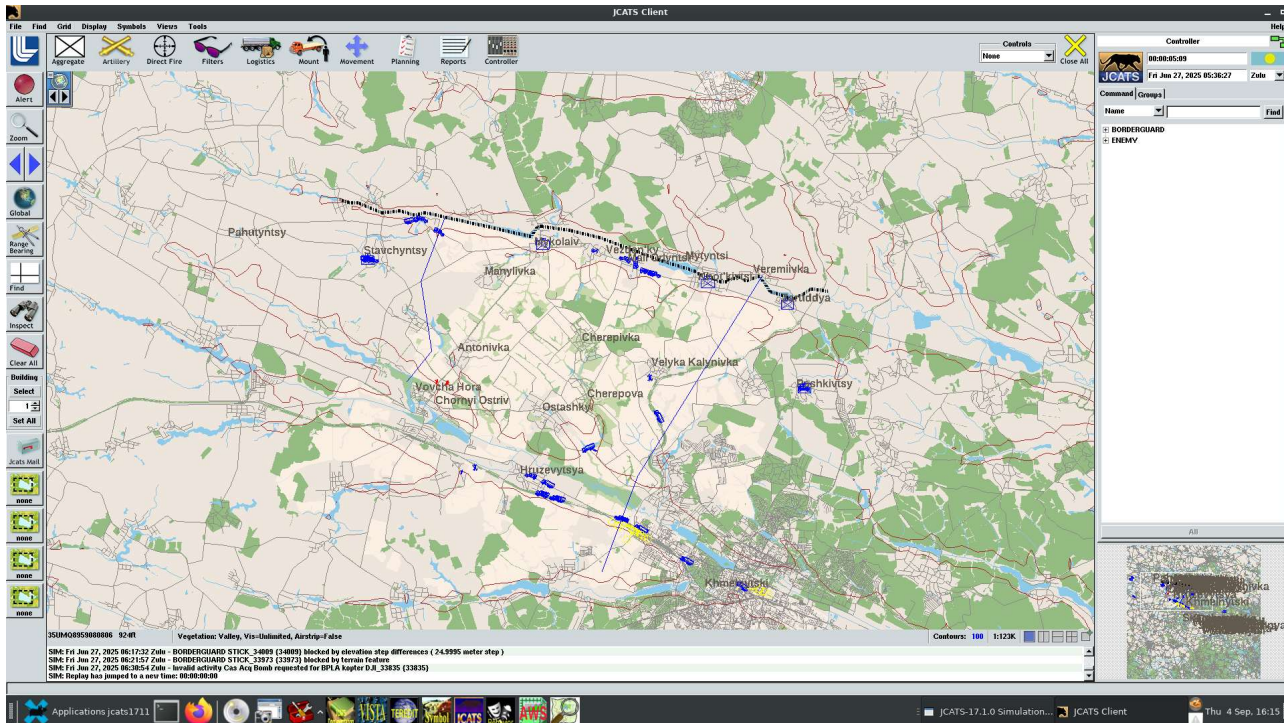 JCATS Client
File Find Grid Display Symbols Views Tools
Help
Aggregate Artillery Direct Fire Filters Logistics Mount Movement Planning Reports Controller
Controls
None
Close All
Controller
JCATS
00:00:05:09
Fri Jun 27, 2025 05:36:27 Zulu
Command Groups
Name Find
BORDERGUARD
ENEMY
All
Alert
Zoom
Global
Range
Bearing
Find
Inspect
Clear All
Building
Select
1
Set All
Jcats Mail
none
none
none
none
Pahutyntsy
Stavchyntsy
Mykolaiv
Manylivka
Mytyntsi
Veremiivka
Antonivka
Cherepivka
Velyka Kalynivka
Vovcha Hora
Chornyi Ostriv
Cherepova
Ostashky
Hruzevytsya
35UMQ8959080806 924ft Vegetation: Valley, Vis=Unlimited, Airstrip=False
Contours: 100 1:123K
SIM: Fri Jun 27, 2025 06:17:32 Zulu - BORDERGUARD STICK_34009 {34009} blocked by elevation step differences ( 24.9995 meter step )
SIM: Fri Jun 27, 2025 06:21:57 Zulu - BORDERGUARD STICK_33973 {33973} blocked by terrain feature
SIM: Fri Jun 27, 2025 06:30:54 Zulu - Invalid activity Cas Acq Bomb requested for BPLA kopter DJI_33835 {33835}
SIM: Replay has jumped to a new time: 00:00:00:00
Applications jcats1711
VISTA
Symbol
JCATS
AWS
JCATS-17.1.0 Simulation...
JCATS Client
Thu 4 Sep, 16:15